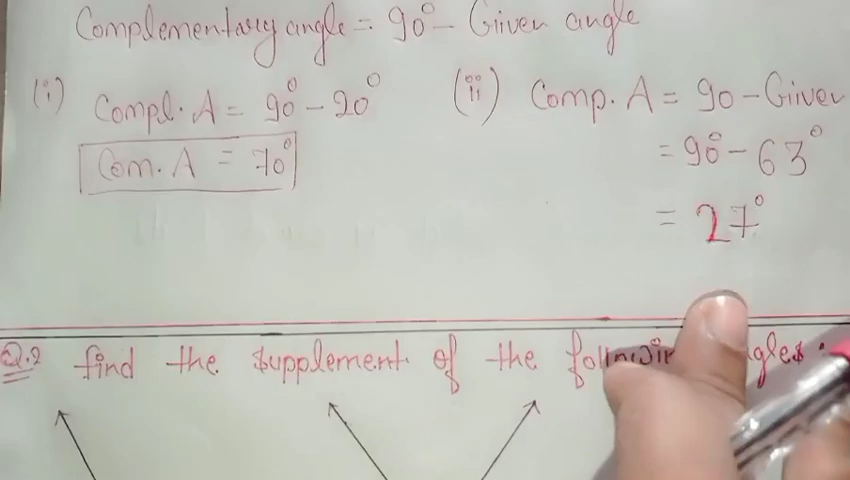 Complementary angle = 90° - Given angle
(i) Compl. A = 90° - 20°
Com. A = 70°
(ii) Comp. A = 90 - Given
= 90° - 63°
= 27°
Q.2 find the supplement of the